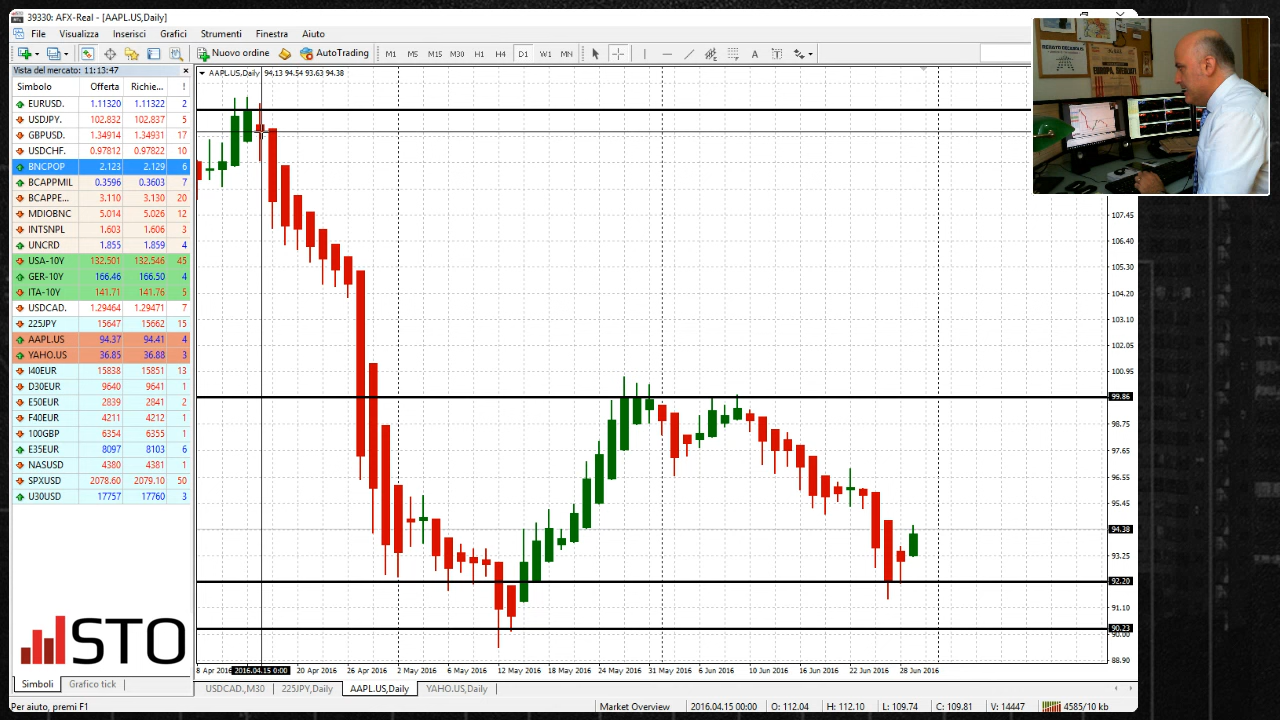 39330: AFX-Real - [AAPL.US,Daily]
File Visualizza Inserisci Grafici Strumenti Finestra Aiuto
Nuovo ordine AutoTrading M1 M5 M15 M30 H1 H4 D1 W1 MN A T
Vista del mercato: 11:13:47
Simbolo Offerta Richie... !
EURUSD. 1.11320 1.11322 2
USDJPY. 102.832 102.837 5
GBPUSD. 1.34914 1.34931 17
USDCHF. 0.97812 0.97822 10
BNCPOP 2.123 2.129 6
BCAPPMIL 0.3596 0.3603 7
BCAPPE... 3.110 3.130 20
MDIOBNC 5.014 5.026 12
INTSNPL 1.603 1.606 3
UNCRD 1.855 1.859 4
USA-10Y 132.501 132.546 45
GER-10Y 166.46 166.50 4
ITA-10Y 141.71 141.76 5
USDCAD. 1.29464 1.29471 7
225JPY 15647 15662 15
AAPL.US 94.37 94.41 4
YAHO.US 36.85 36.88 3
I40EUR 15838 15851 13
D30EUR 9640 9641 1
E50EUR 2839 2841 2
F40EUR 4211 4212 1
100GBP 6354 6355 1
E35EUR 8097 8103 6
NASUSD 4380 4381 1
SPXUSD 2078.60 2079.10 50
U30USD 17757 17760 3
STO
Simboli Grafico tick
AAPL.US,Daily 94.13 94.54 93.63 94.38
107.45
106.40
105.30
104.20
103.10
102.05
100.95
99.86
98.75
97.65
96.55
95.45
94.38
93.25
92.20
91.10
90.23
90.00
88.90
8 Apr 2016 2016.04.15 0:00 20 Apr 2016 26 Apr 2016 2 May 2016 6 May 2016 12 May 2016 18 May 2016 24 May 2016 31 May 2016 6 Jun 2016 10 Jun 2016 16 Jun 2016 22 Jun 2016 28 Jun 2016
USDCAD.,M30 225JPY,Daily AAPL.US,Daily YAHO.US,Daily
Per aiuto, premi F1 Market Overview 2016.04.15 00:00 O: 112.04 H: 112.10 L: 109.74 C: 109.81 V: 14447 4585/10 kb